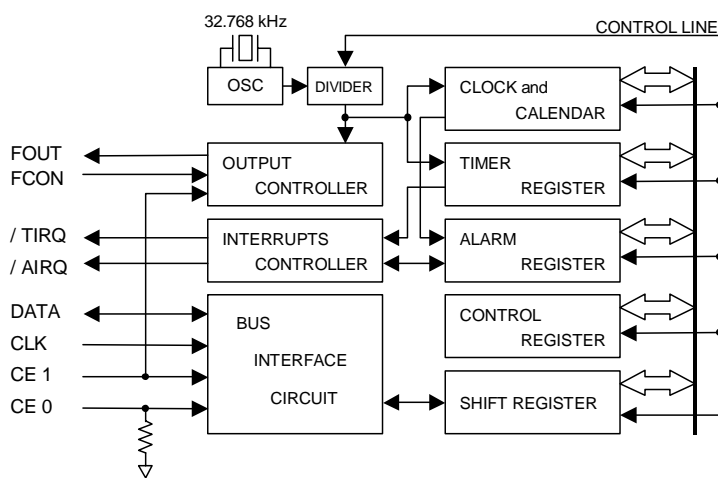 32.768 kHz
CONTROL LINE
OSC
DIVIDER
CLOCK and
CALENDAR
FOUT
FCON
OUTPUT
CONTROLLER
TIMER
REGISTER
/ TIRQ
/ AIRQ
INTERRUPTS
CONTROLLER
ALARM
REGISTER
DATA
CLK
CE 1
CE 0
BUS
INTERFACE
CIRCUIT
CONTROL
REGISTER
SHIFT REGISTER